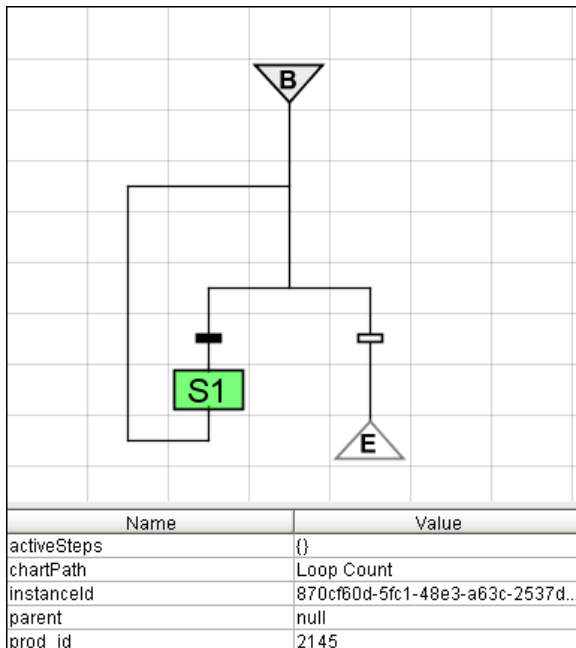 B
S1
E
Name Value
activeSteps {}
chartPath Loop Count
instanceId 870cf60d-5fc1-48e3-a63c-2537d...
parent null
prod_id 2145